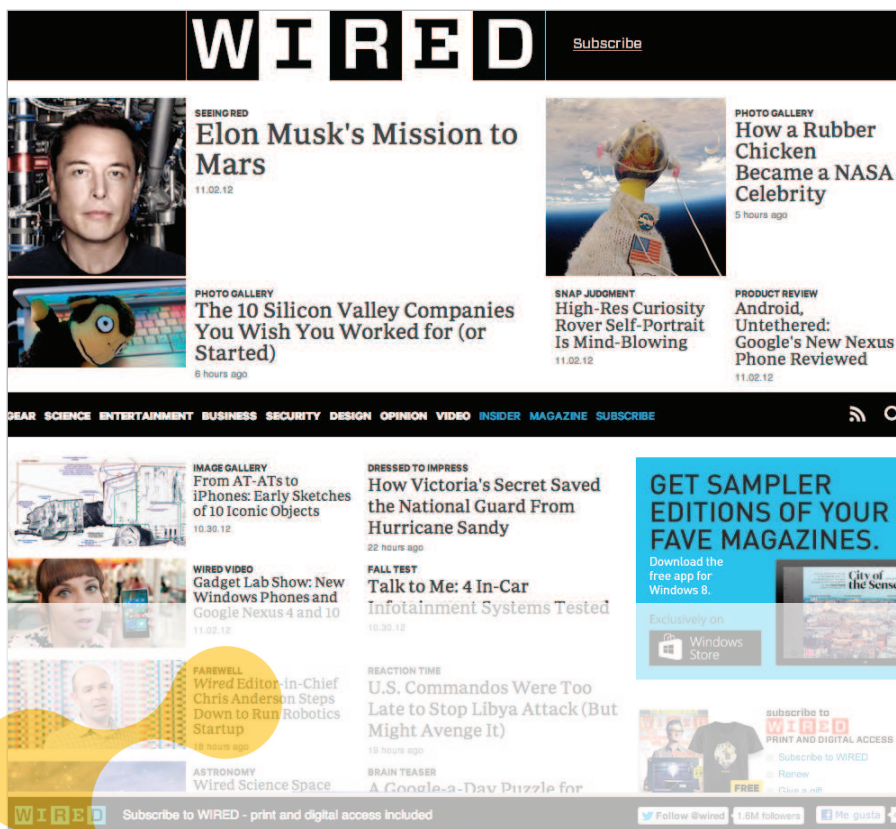 WIRED
Subscribe
SEEING RED
Elon Musk's Mission to
Mars
11.02.12
PHOTO GALLERY
How a Rubber
Chicken
Became a NASA
Celebrity
5 hours ago
PHOTO GALLERY
The 10 Silicon Valley Companies
You Wish You Worked for (or
Started)
6 hours ago
SNAP JUDGMENT
High-Res Curiosity
Rover Self-Portrait
Is Mind-Blowing
11.02.12
PRODUCT REVIEW
Android,
Untethered:
Google's New Nexus
Phone Reviewed
11.02.12
GEAR SCIENCE ENTERTAINMENT BUSINESS SECURITY DESIGN OPINION VIDEO INSIDER MAGAZINE SUBSCRIBE
IMAGE GALLERY
From AT-ATs to
iPhones: Early Sketches
of 10 Iconic Objects
10.30.12
DRESSED TO IMPRESS
How Victoria's Secret Saved
the National Guard From
Hurricane Sandy
22 hours ago
GET SAMPLER
EDITIONS OF YOUR
FAVE MAGAZINES.
Download the
free app for
Windows 8.
City of
the Sense
Exclusively on
Windows
Store
WIRED VIDEO
Gadget Lab Show: New
Windows Phones and
Google Nexus 4 and 10
11.02.12
FALL TEST
Talk to Me: 4 In-Car
Infotainment Systems Tested
10.30.12
FAREWELL
Wired Editor-in-Chief
Chris Anderson Steps
Down to Run Robotics
Startup
18 hours ago
REACTION TIME
U.S. Commandos Were Too
Late to Stop Libya Attack (But
Might Avenge It)
19 hours ago
subscribe to
WIRED
PRINT AND DIGITAL ACCESS
Subscribe to WIRED
Renew
Give a gift
FREE
ASTRONOMY
Wired Science Space
BRAIN TEASER
A Google-a-Day Puzzle for
WIRED
Subscribe to WIRED - print and digital access included
Follow @wired
1.6M followers
Me gusta